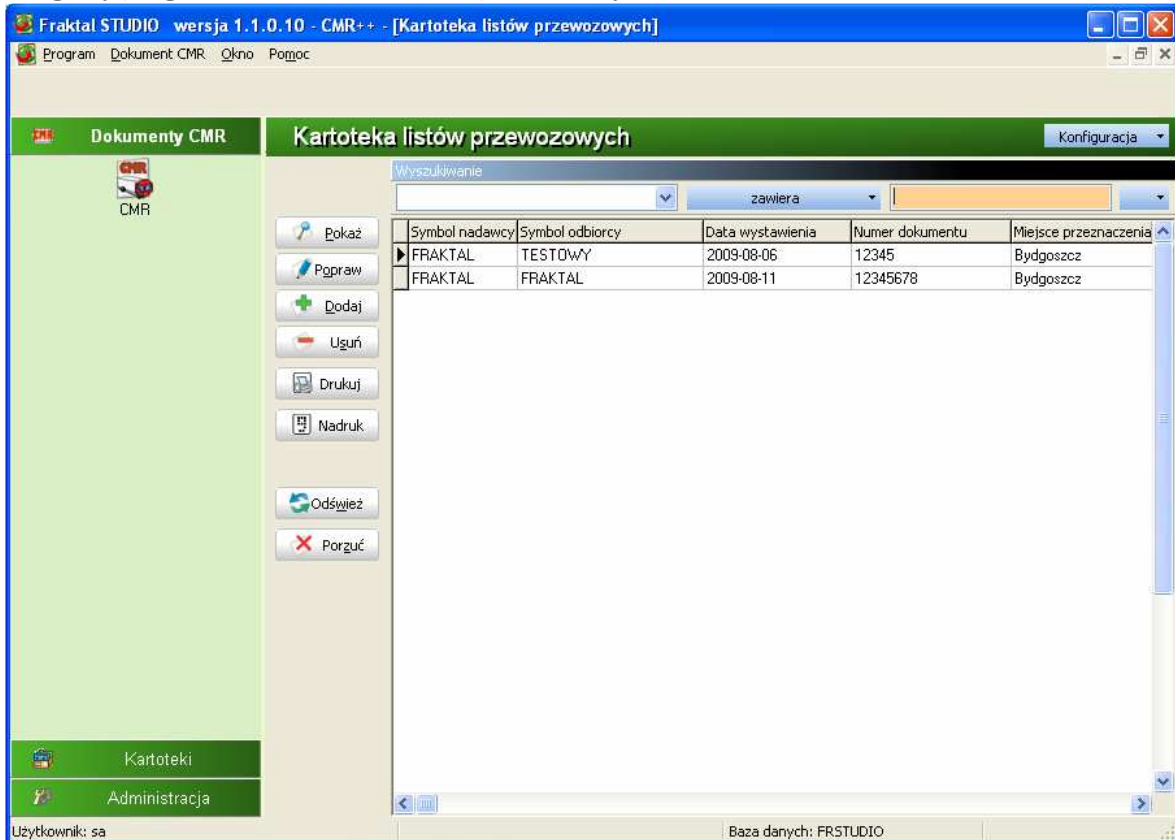 Fraktal STUDIO wersja 1.1.0.10 - CMR++ - [Kartoteka listów przewozowych]
Program Dokument CMR Okno Pomoc
CMR Dokumenty CMR Kartoteka listów przewozowych Konfiguracja
CMR
CMR
Wyszukiwanie
zawiera
Pokaż
Popraw
Dodaj
Usuń
Drukuj
Nadruk
Odśwież
Porzuć
Symbol nadawcy Symbol odbiorcy Data wystawienia Numer dokumentu Miejsce przeznaczenia
FRAKTAL TESTOWY 2009-08-06 12345 Bydgoszcz
FRAKTAL FRAKTAL 2009-08-11 12345678 Bydgoszcz
Kartoteki
Administracja
Użytkownik: sa Baza danych: FRSTUDIO